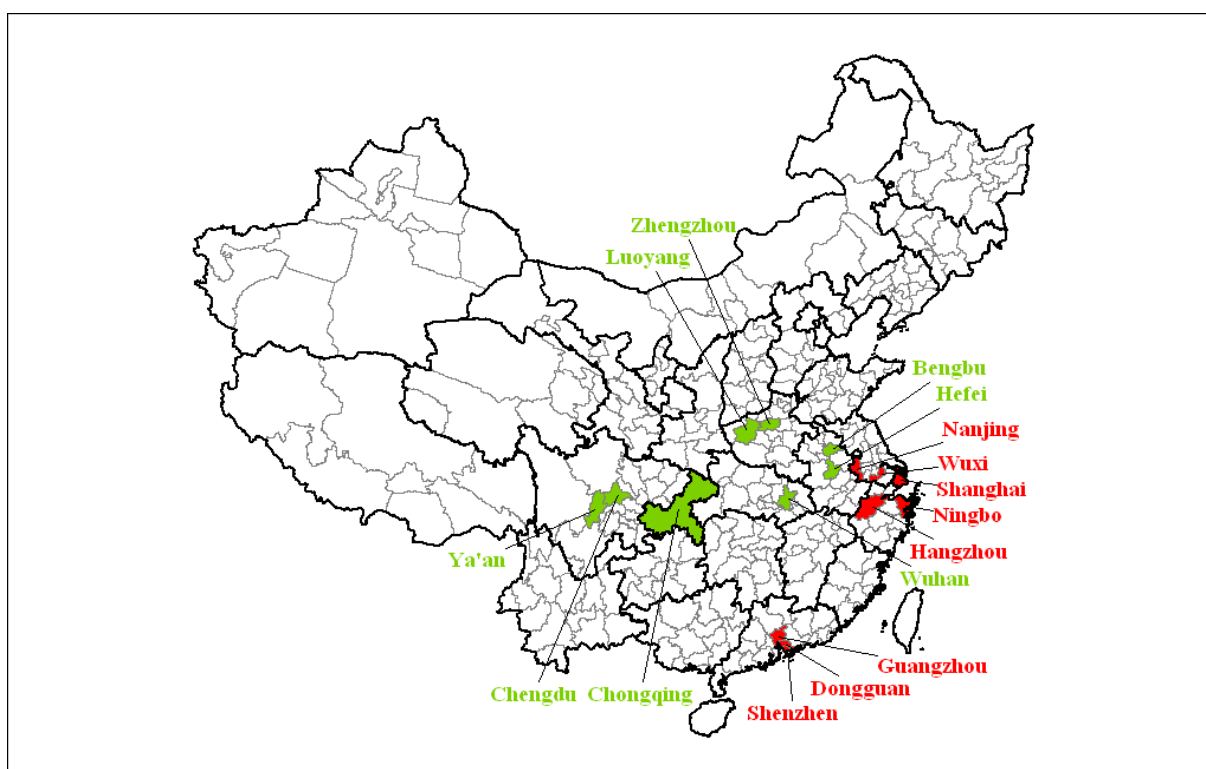 Zhengzhou
Luoyang
Bengbu
Hefei
Nanjing
Wuxi
Shanghai
Ningbo
Hangzhou
Ya'an
Wuhan
Guangzhou
Chengdu
Chongqing
Dongguan
Shenzhen